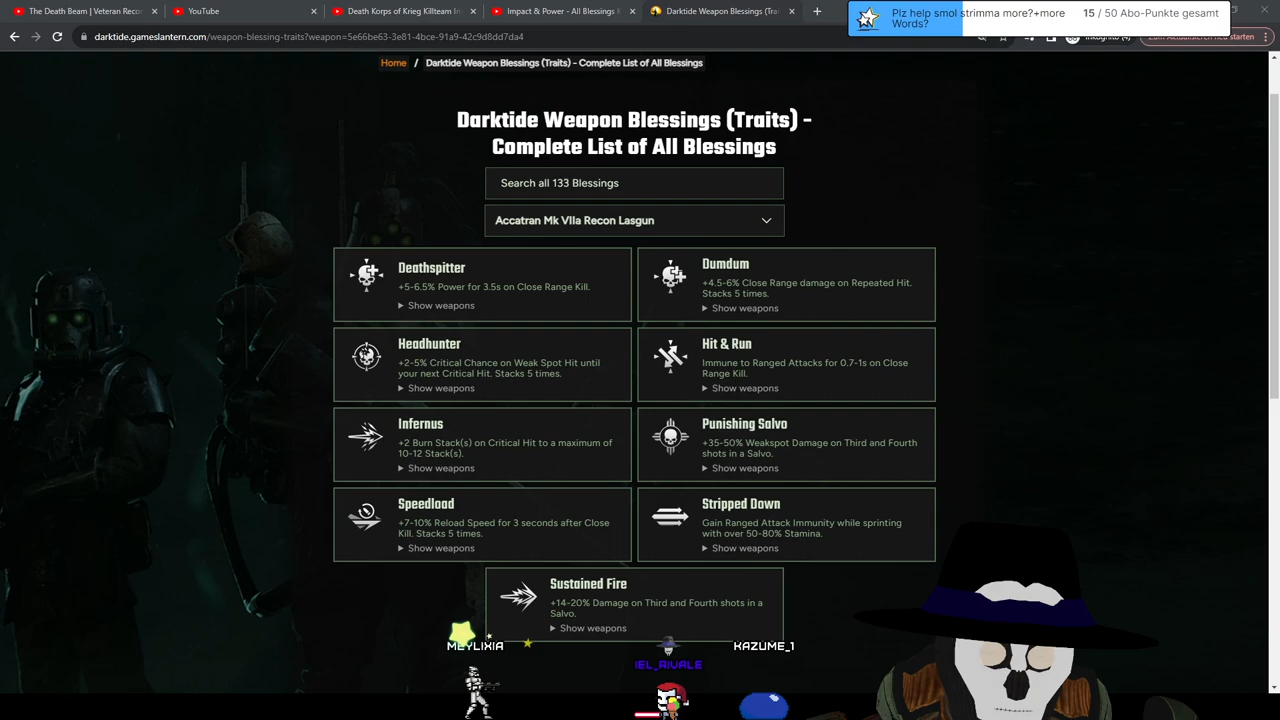 The Death Beam | Veteran Reco
YouTube
Death Korps of Krieg Killteam In
Impact & Power - All Blessings K
Darktide Weapon Blessings (Trai
Plz help smol strimma more?+more
Words?
15 / 50 Abo-Punkte gesamt
darktide.gameslantern.com/weapon-blessing-traits?weapon=5e66be63-3e81-4bce-91a9-42c9d8dd7da4
Home / Darktide Weapon Blessings (Traits) - Complete List of All Blessings
Darktide Weapon Blessings (Traits) -
Complete List of All Blessings
Search all 133 Blessings
Accatran Mk VIIa Recon Lasgun
Deathspitter
+5-6.5% Power for 3.5s on Close Range Kill.
Show weapons
Dumdum
+4.5-6% Close Range damage on Repeated Hit.
Stacks 5 times.
Show weapons
Headhunter
+2-5% Critical Chance on Weak Spot Hit until
your next Critical Hit. Stacks 5 times.
Show weapons
Hit & Run
Immune to Ranged Attacks for 0.7-1s on Close
Range Kill.
Show weapons
Infernus
+2 Burn Stack(s) on Critical Hit to a maximum of
10-12 Stack(s).
Show weapons
Punishing Salvo
+35-50% Weakspot Damage on Third and Fourth
shots in a Salvo.
Show weapons
Speedload
+7-10% Reload Speed for 3 seconds after Close
Kill. Stacks 5 times.
Show weapons
Stripped Down
Gain Ranged Attack Immunity while sprinting
with over 50-80% Stamina.
Show weapons
Sustained Fire
+14-20% Damage on Third and Fourth shots in a
Salvo.
Show weapons
MEYLIXIA
KAZUME_1
IEL_RIVALE